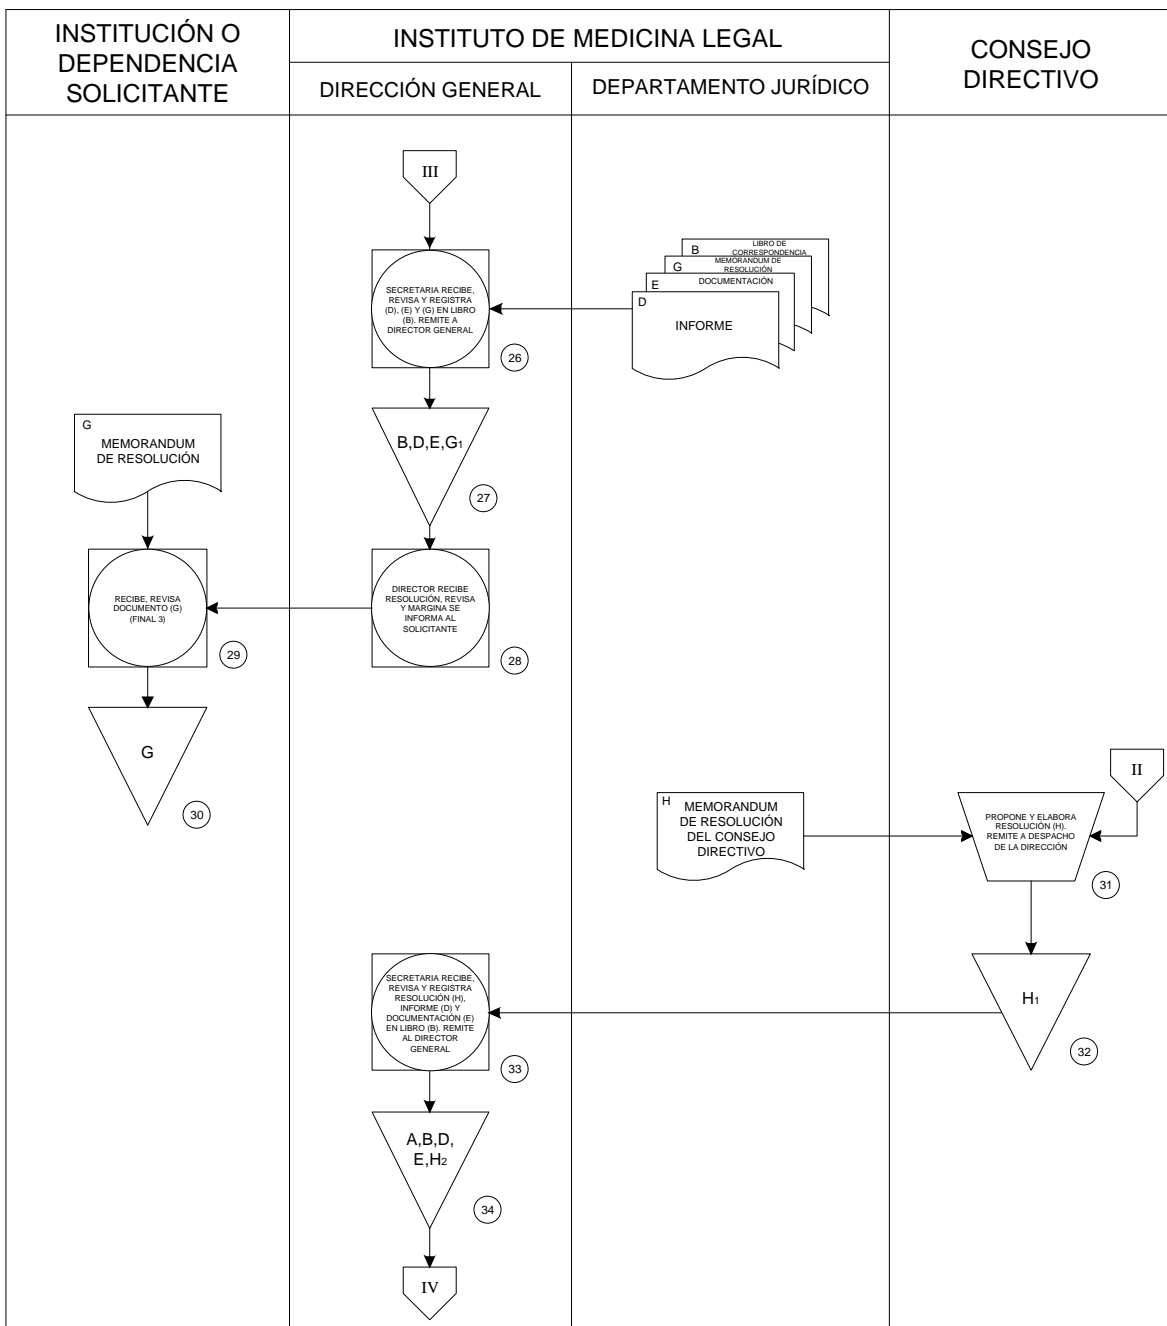 INSTITUCIÓN O
DEPENDENCIA
SOLICITANTE
INSTITUTO DE MEDICINA LEGAL
DIRECCIÓN GENERAL
DEPARTAMENTO JURÍDICO
CONSEJO
DIRECTIVO
III
SECRETARIA RECIBE,
REVISA Y REGISTRA
(D), (E) Y (G) EN LIBRO
(B). REMITE A
DIRECTOR GENERAL
26
B
LIBRO DE
CORRESPONDENCIA
G
MEMORANDUM DE
RESOLUCIÓN
E
DOCUMENTACIÓN
D
INFORME
B,D,E,G1
27
G
MEMORANDUM
DE RESOLUCIÓN
RECIBE, REVISA
DOCUMENTO (G)
(FINAL 3)
29
DIRECTOR RECIBE
RESOLUCIÓN, REVISA
Y MARGINA SE
INFORMA AL
SOLICITANTE
28
G
30
II
H
MEMORANDUM
DE RESOLUCIÓN
DEL CONSEJO
DIRECTIVO
PROPONE Y ELABORA
RESOLUCIÓN (H).
REMITE A DESPACHO
DE LA DIRECCIÓN
31
H1
32
SECRETARIA RECIBE,
REVISA Y REGISTRA
RESOLUCIÓN (H),
INFORME (D) Y
DOCUMENTACIÓN (E)
EN LIBRO (B). REMITE
AL DIRECTOR
GENERAL
33
A,B,D,
E,H2
34
IV